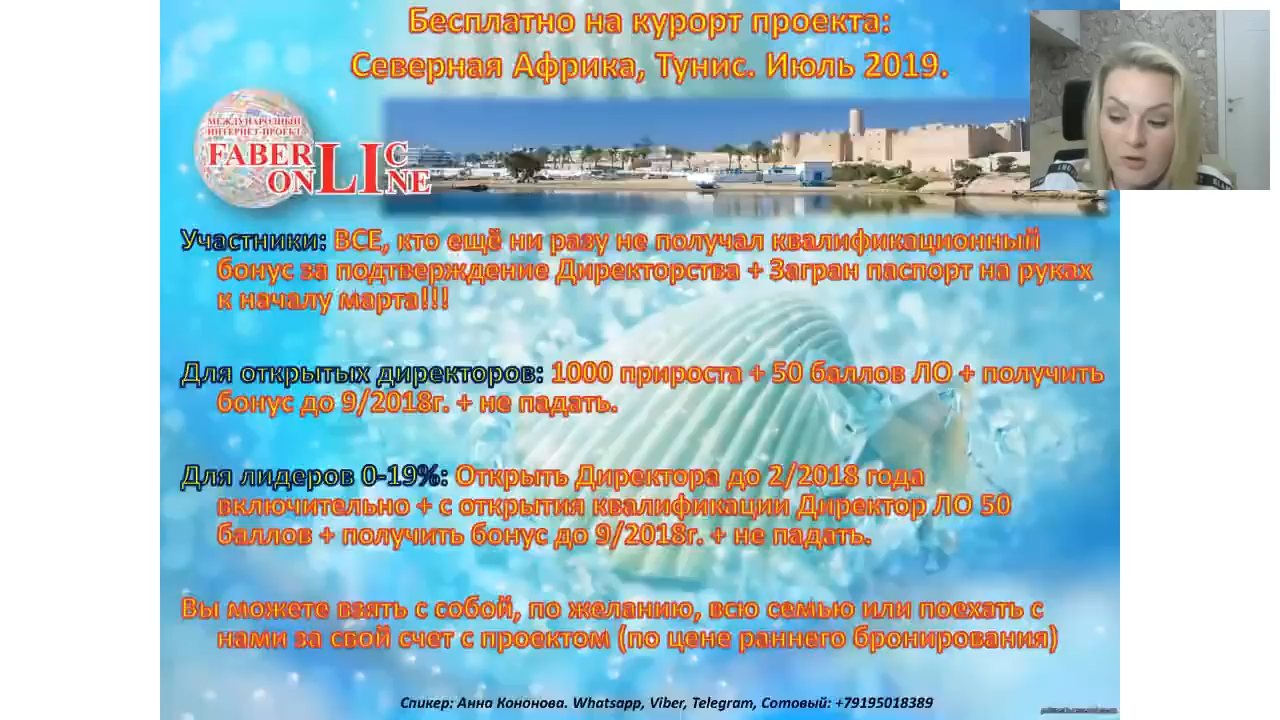 Бесплатно на курорт проекта:
Северная Африка, Тунис. Июль 2019.
МЕЖДУНАРОДНЫЙ
ИНТЕРНЕТ-ПРОЕКТ
FABERLIC
ONLINE
Участники: ВСЕ, кто ещё ни разу не получал квалификационный
бонус за подтверждение Директорства + Загран паспорт на руках
к началу марта!!!
Для открытых директоров: 1000 прироста + 50 баллов ЛО + получить
бонус до 9/2018г. + не падать.
Для лидеров 0-19%: Открыть Директора до 2/2018 года
включительно + с открытия квалификации Директор ЛО 50
баллов + получить бонус до 9/2018г. + не падать.
Вы можете взять с собой, по желанию, всю семью или поехать с
нами за свой счет с проектом (по цене раннего бронирования)
Спикер: Анна Кононова. Whatsapp, Viber, Telegram, Сотовый: +79195018389